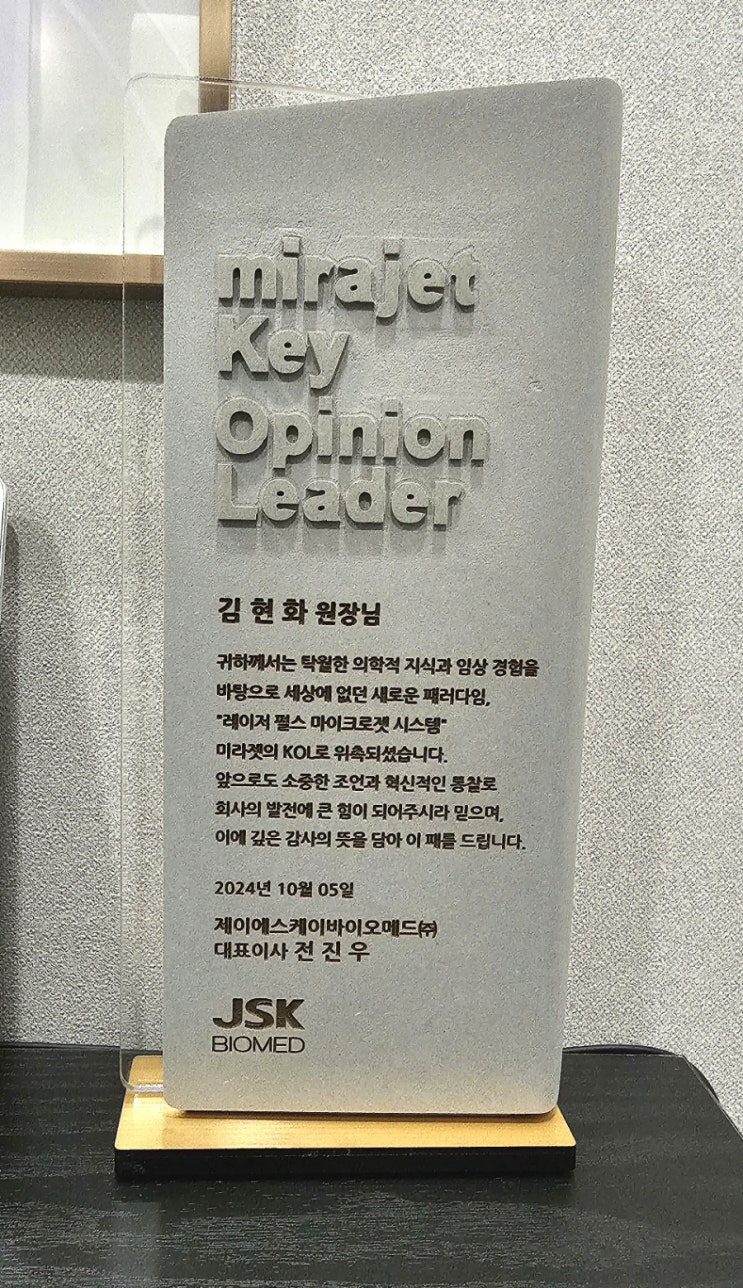 mirajet
Key
Opinion
Leader
김 현 화 원장님
귀하께서는 탁월한 의학적 지식과 임상 경험을
바탕으로 세상에 없던 새로운 패러다임,
"레이저 펄스 마이크로젯 시스템"
미라젯의 KOL로 위촉되셨습니다.
앞으로도 소중한 조언과 혁신적인 통찰로
회사의 발전에 큰 힘이 되어주시라 믿으며,
이에 깊은 감사의 뜻을 담아 이 패를 드립니다.
2024년 10월 05일
제이에스케이바이오메드㈜
대표이사 전 진 우
JSK
BIOMED